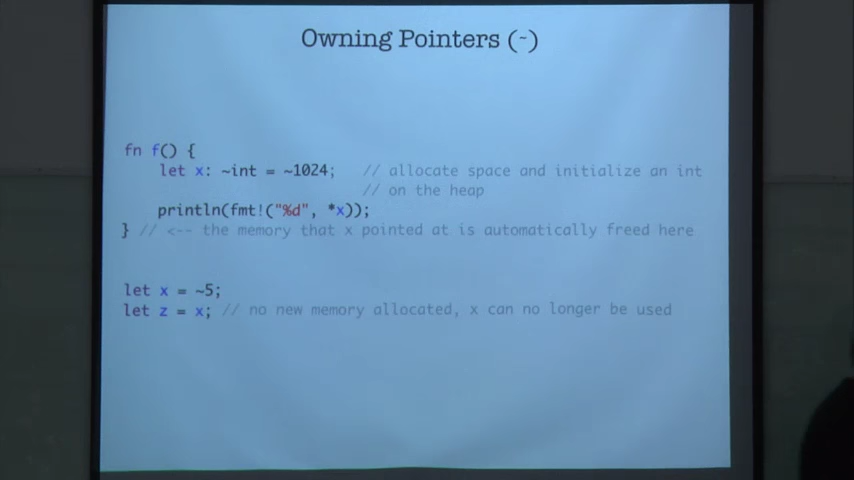 Owning Pointers (~)
fn f() {
let x: ~int = ~1024; // allocate space and initialize an int
// on the heap
println(fmt!("%d", *x));
} // <-- the memory that x pointed at is automatically freed here
let x = ~5;
let z = x; // no new memory allocated, x can no longer be used